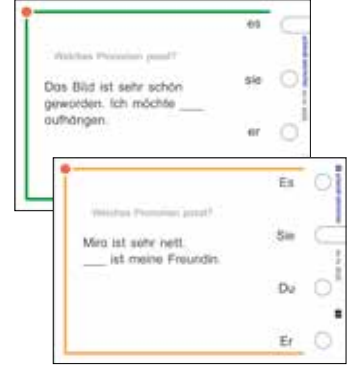 es
Welches Pronomen passt?
sie
Das Bild ist sehr schön
geworden. Ich möchte ___
aufhängen.
er
Es
Welches Pronomen passt?
Sie
Mira ist sehr nett.
___ ist meine Freundin.
Du
Er